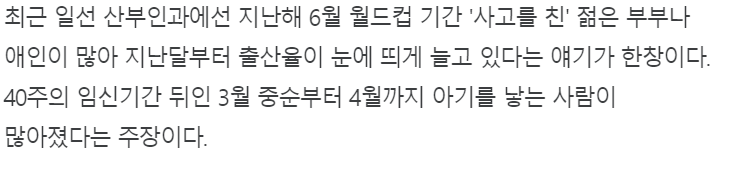 최근 일선 산부인과에선 지난해 6월 월드컵 기간 '사고를 친' 젊은 부부나
애인이 많아 지난달부터 출산율이 눈에 띄게 늘고 있다는 얘기가 한창이다.
40주의 임신기간 뒤인 3월 중순부터 4월까지 아기를 낳는 사람이
많아졌다는 주장이다.